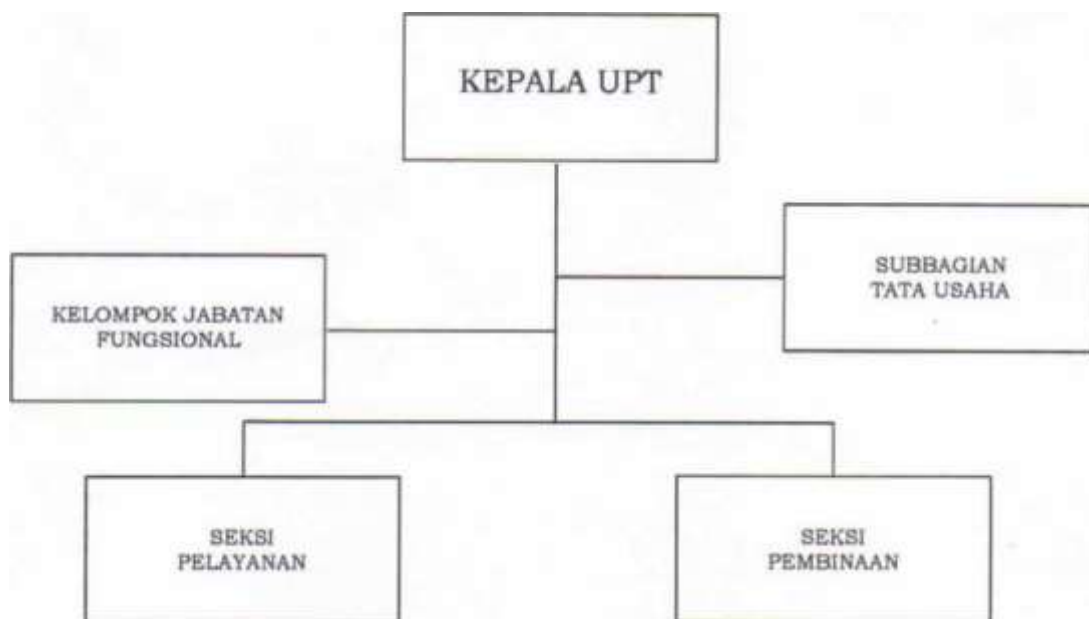 KEPALA UPT
SUBBAGIAN
TATA USAHA
KELOMPOK JABATAN
FUNGSIONAL
SEKSI
PELAYANAN
SEKSI
PEMBINAAN